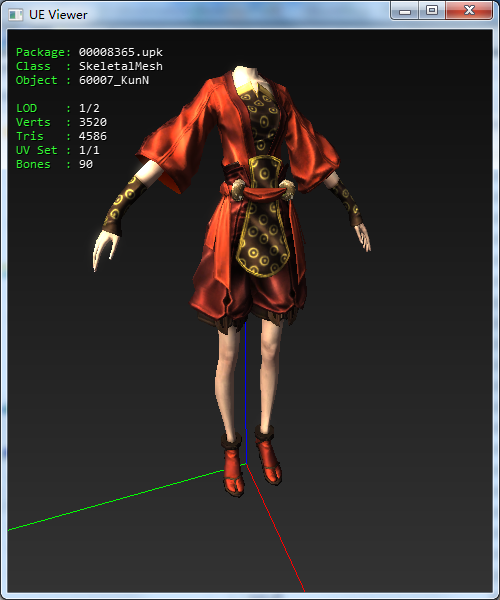 UE Viewer
Package: 00008365.upk
Class : SkeletalMesh
Object : 60007_KunN
LOD : 1/2
Verts : 3520
Tris : 4586
UV Set : 1/1
Bones : 90